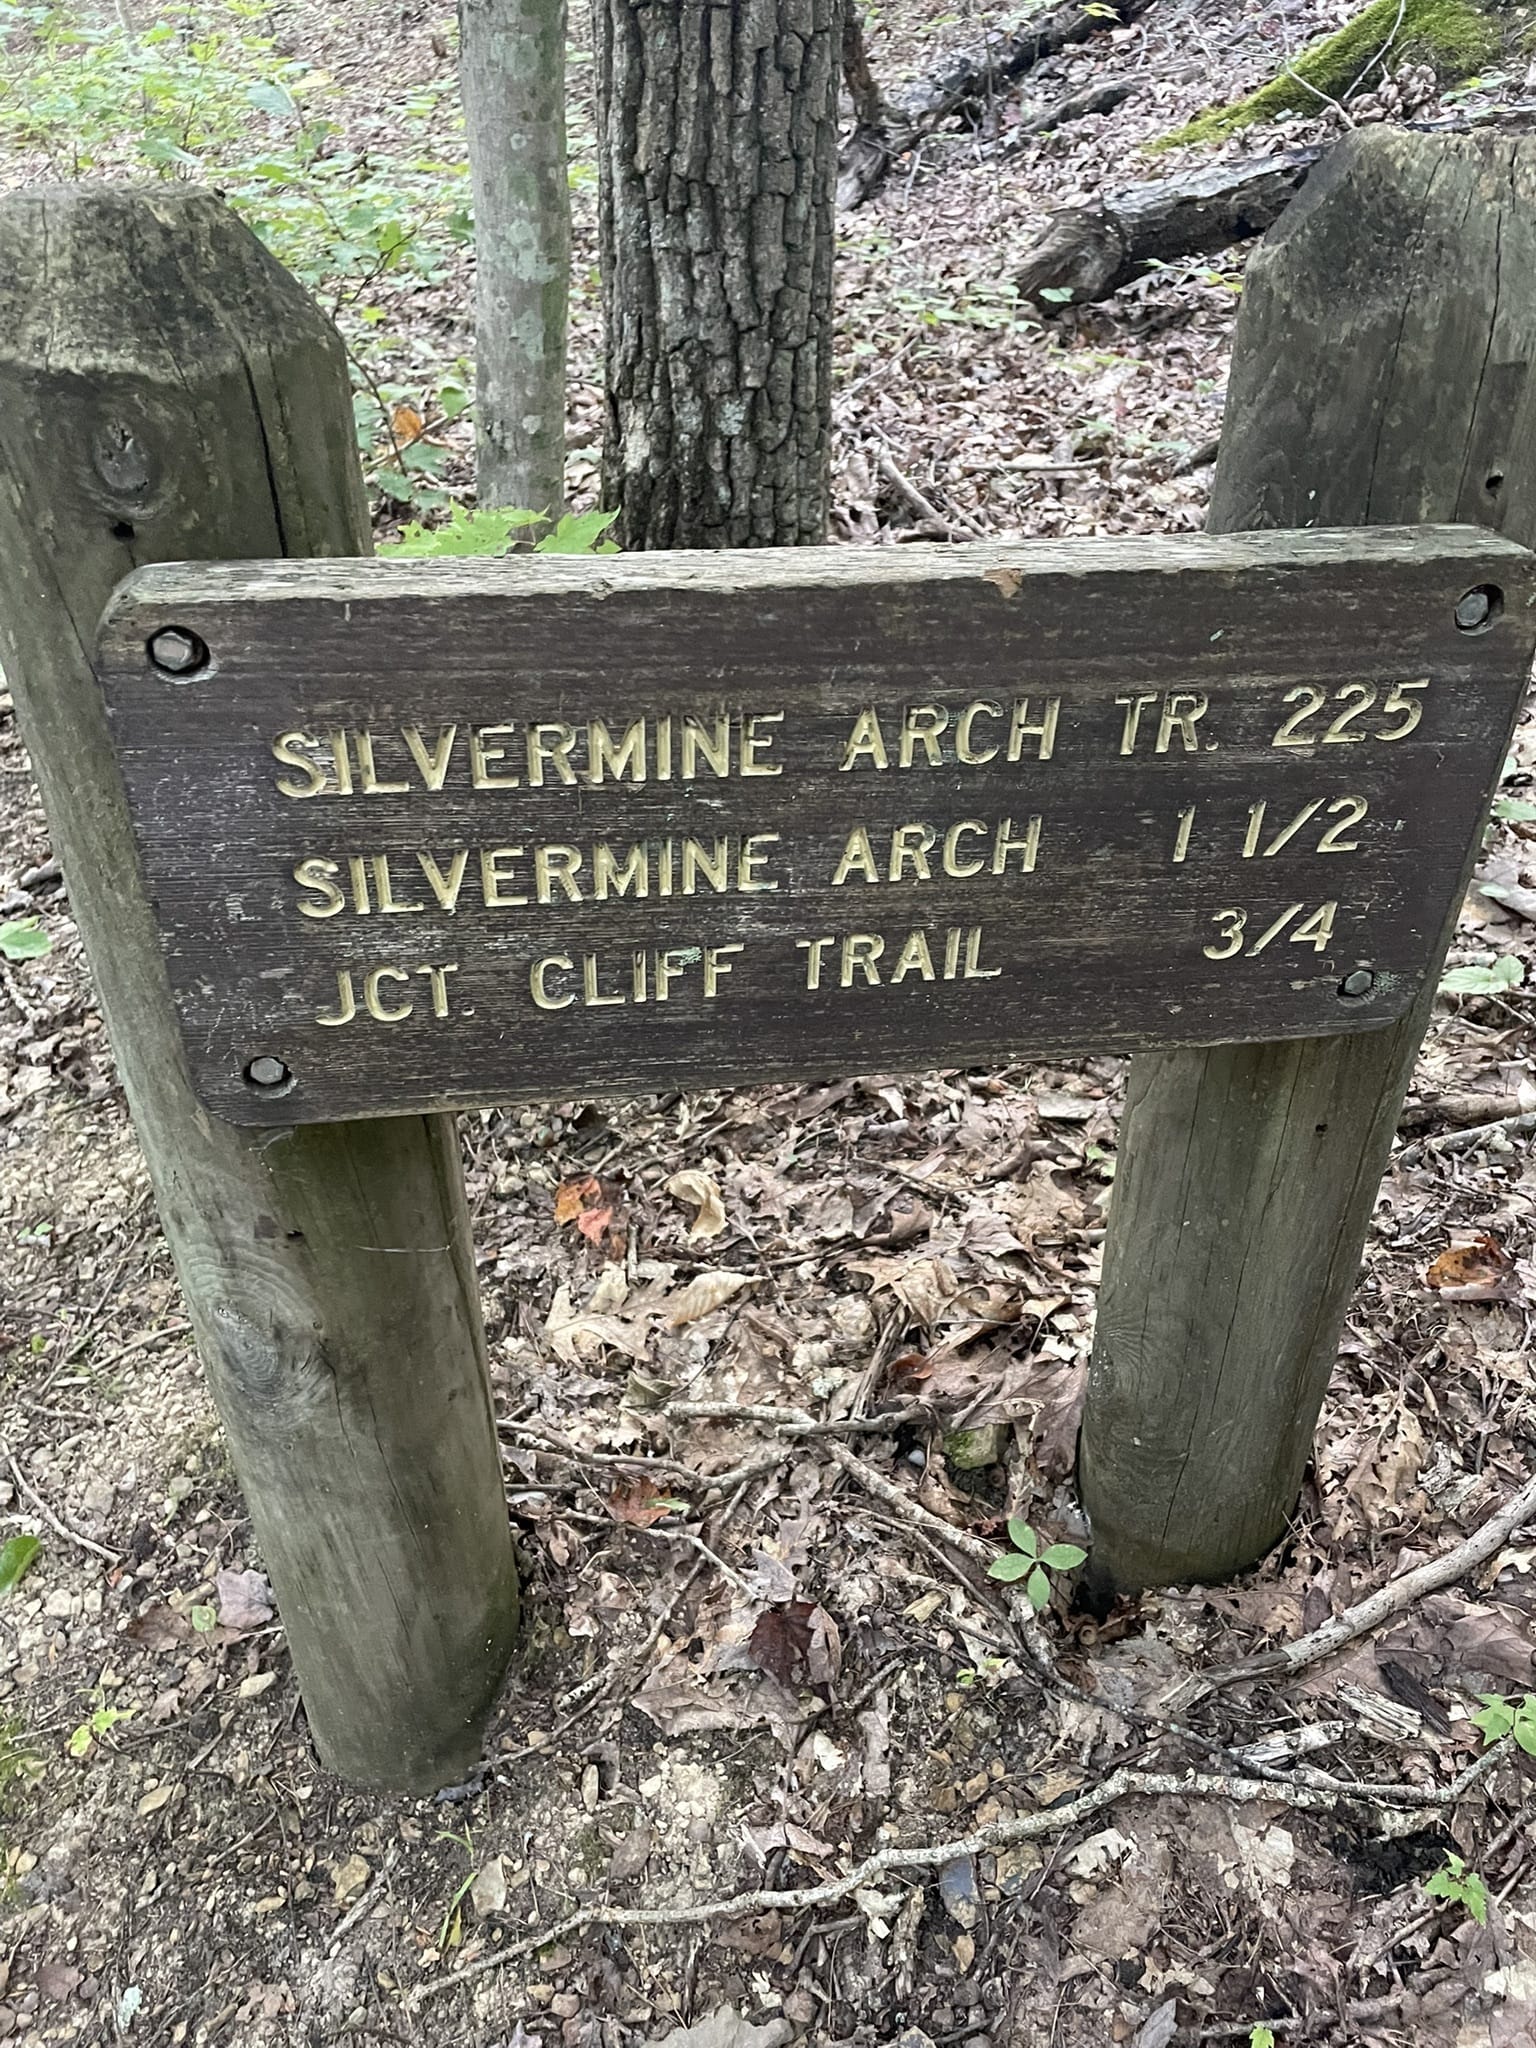 SILVERMINE ARCH TR. 225
SILVERMINE ARCH 1 1/2
JCT. CLIFF TRAIL 3/4